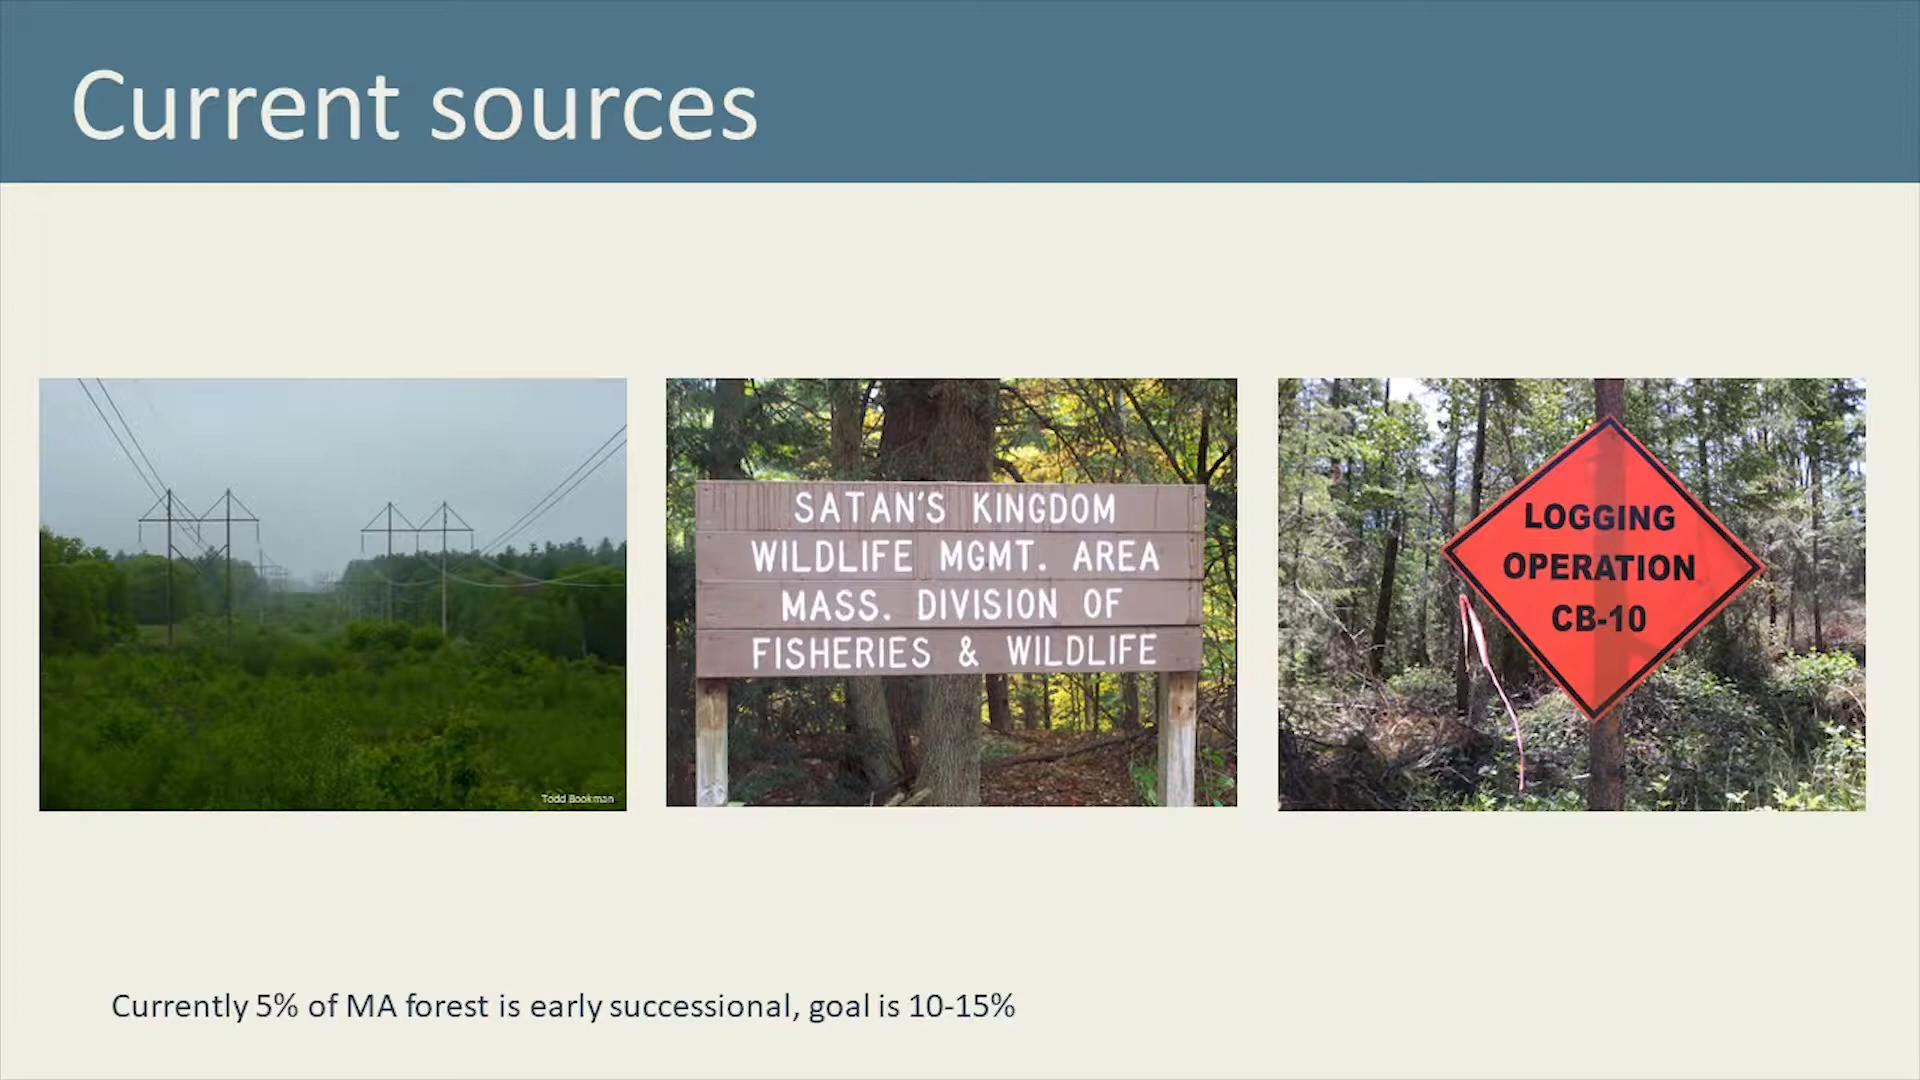 Current sources
Todd Bookman
SATAN'S KINGDOM
WILDLIFE MGMT. AREA
MASS. DIVISION OF
FISHERIES & WILDLIFE
LOGGING
OPERATION
CB-10
Currently 5% of MA forest is early successional, goal is 10-15%